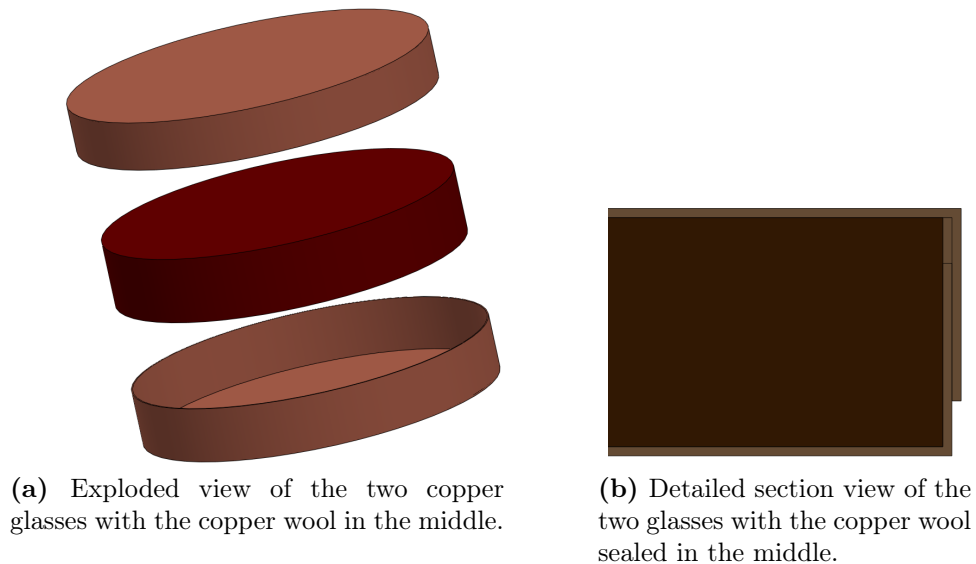 (a) Exploded view of the two copper
glasses with the copper wool in the middle.
(b) Detailed section view of the
two glasses with the copper wool
sealed in the middle.